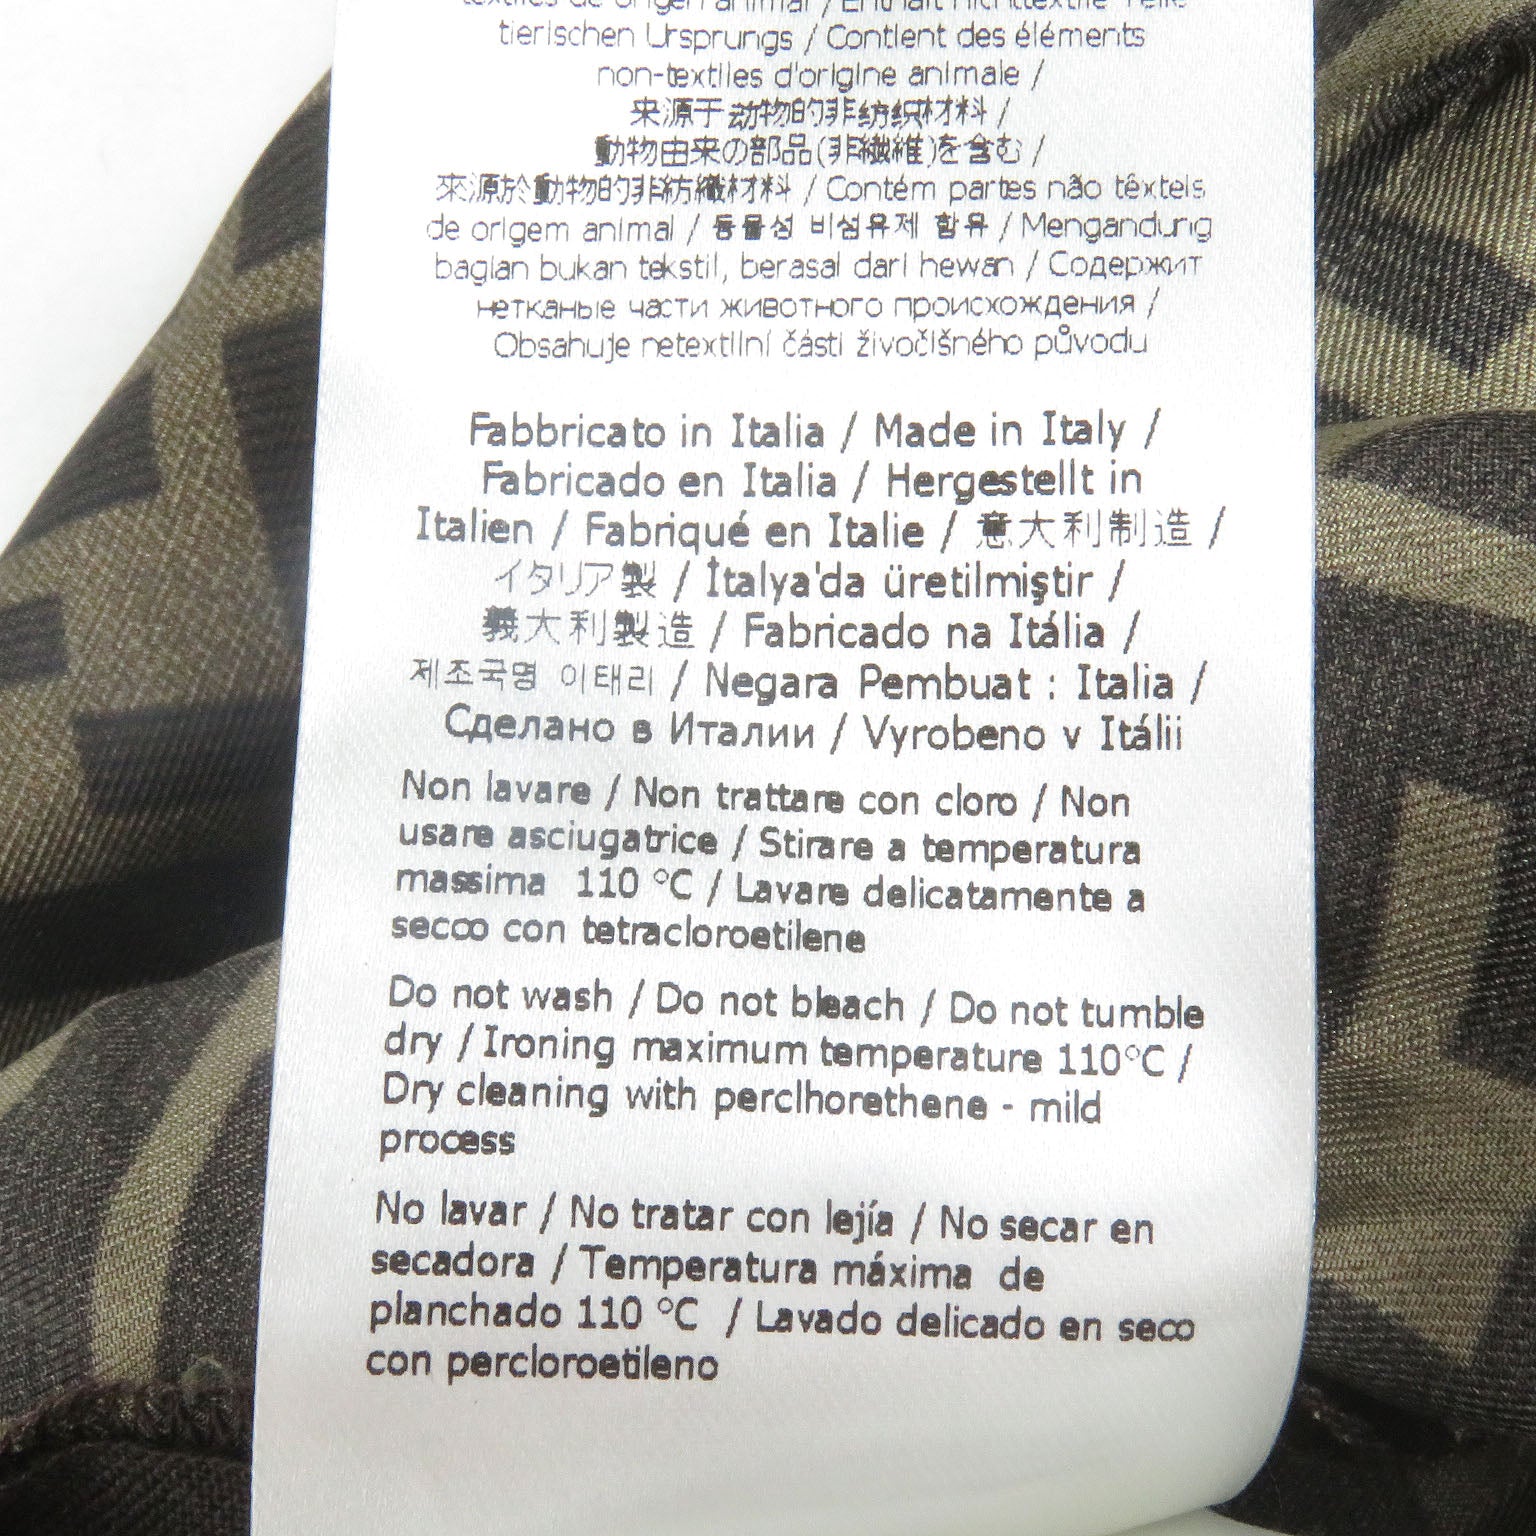 textiles de origen animal / Enthält nichttextile Teile
tierischen Ursprungs / Contient des éléments
non-textiles d'origine animale /
来源于动物的非纺织材料 /
動物由来の部品(非繊維)を含む /
來源於動物的非紡織材料 / Contém partes não têxteis
de origem animal / 동물성 비섬유제 함유 / Mengandung
bagian bukan tekstil, berasal dari hewan / Содержит
нетканые части животного происхождения /
Obsahuje netextilní části živočišného původu
Fabbricato in Italia / Made in Italy /
Fabricado en Italia / Hergestellt in
Italien / Fabriqué en Italie / 意大利制造 /
イタリア製 / İtalya'da üretilmiştir /
義大利製造 / Fabricado na Itália /
제조국명 이태리 / Negara Pembuat : Italia /
Сделано в Италии / Vyrobeno v Itálii
Non lavare / Non trattare con cloro / Non
usare asciugatrice / Stirare a temperatura
massima 110 °C / Lavare delicatamente a
secco con tetracloroetilene
Do not wash / Do not bleach / Do not tumble
dry / Ironing maximum temperature 110°C /
Dry cleaning with perclhorethene - mild
process
No lavar / No tratar con lejía / No secar en
secadora / Temperatura máxima de
planchado 110 °C / Lavado delicado en seco
con percloroetileno